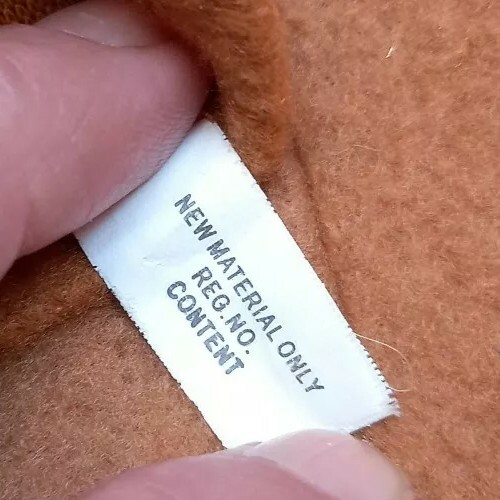 NEW MATERIAL ONLY
REG.NO.
CONTENT